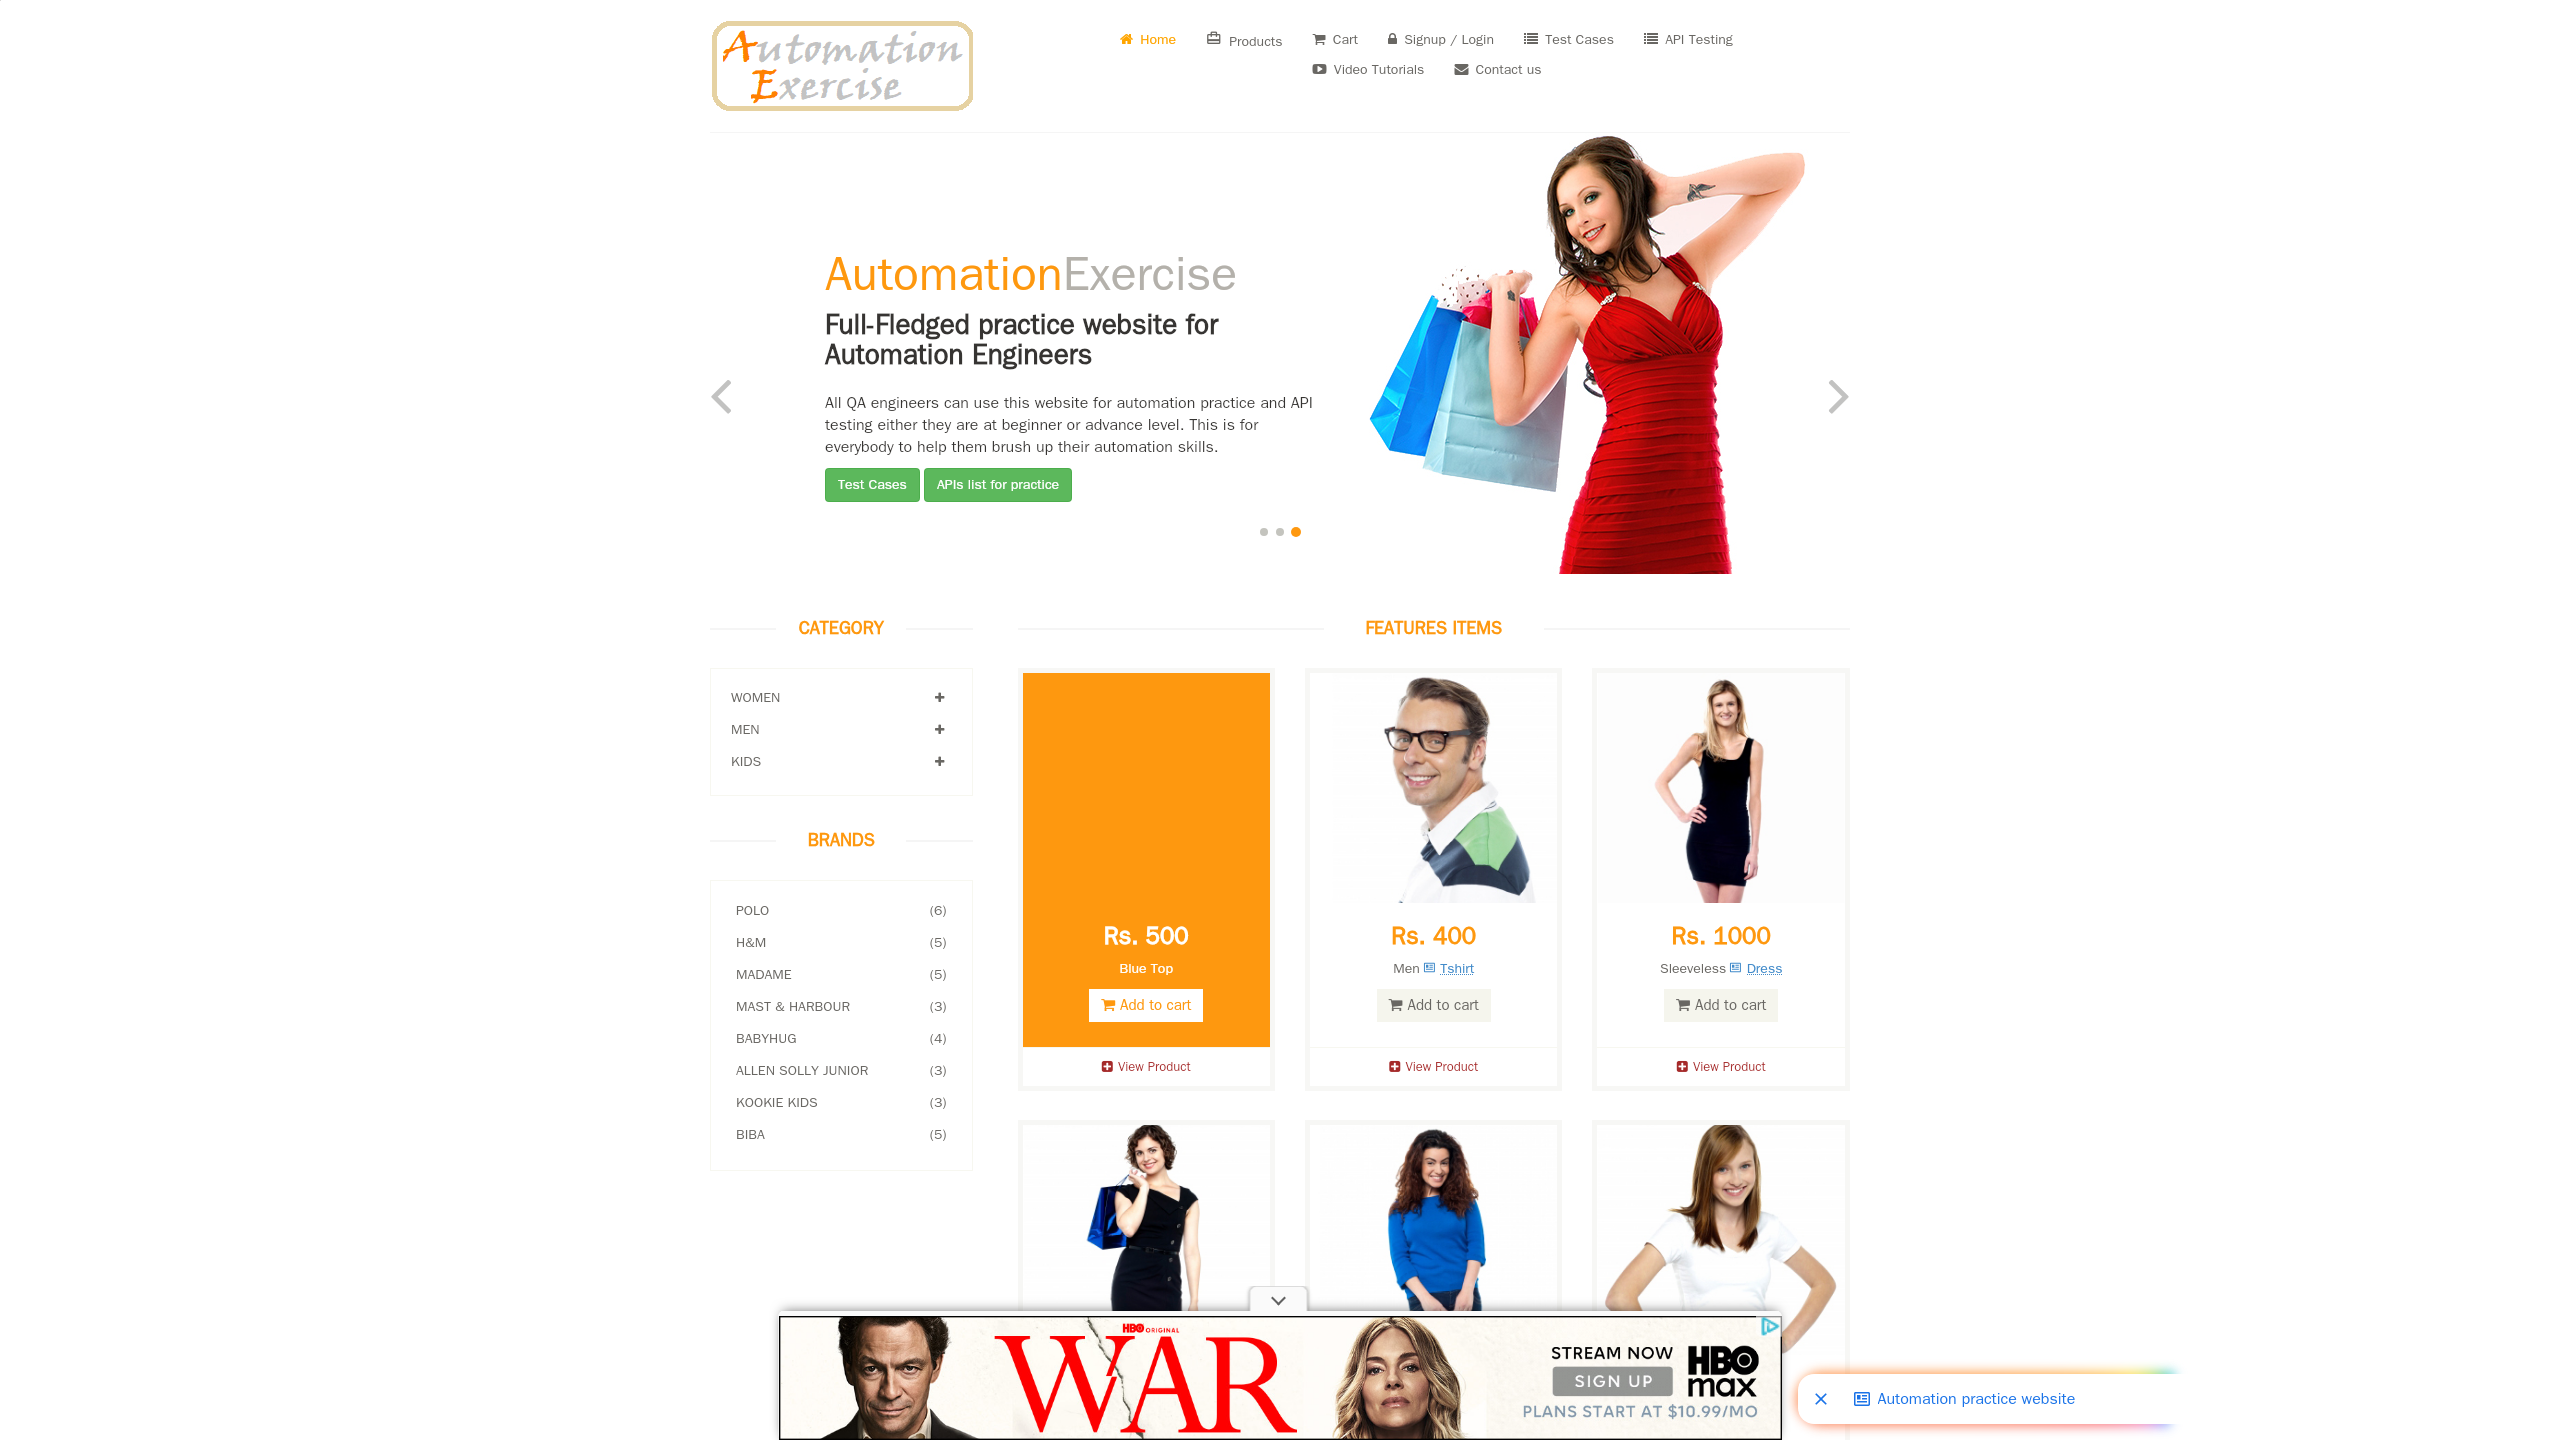 Automation
Exercise
Home
Products
Cart
Signup / Login
Test Cases
API Testing
Video Tutorials
Contact us
AutomationExercise
Full-Fledged practice website for
Automation Engineers
All QA engineers can use this website for automation practice and API
testing either they are at beginner or advance level. This is for
everybody to help them brush up their automation skills.
Test Cases
APIs list for practice
CATEGORY
WOMEN
MEN
KIDS
BRANDS
POLO (6)
H&M (5)
MADAME (5)
MAST & HARBOUR (3)
BABYHUG (4)
ALLEN SOLLY JUNIOR (3)
KOOKIE KIDS (3)
BIBA (5)
FEATURES ITEMS
Rs. 500
Blue Top
Add to cart
View Product
Rs. 400
Men Tshirt
Add to cart
View Product
Rs. 1000
Sleeveless Dress
Add to cart
View Product
HBO ORIGINAL
WAR
STREAM NOW
SIGN UP
HBO
max
PLANS START AT $10.99/MO
Automation practice website